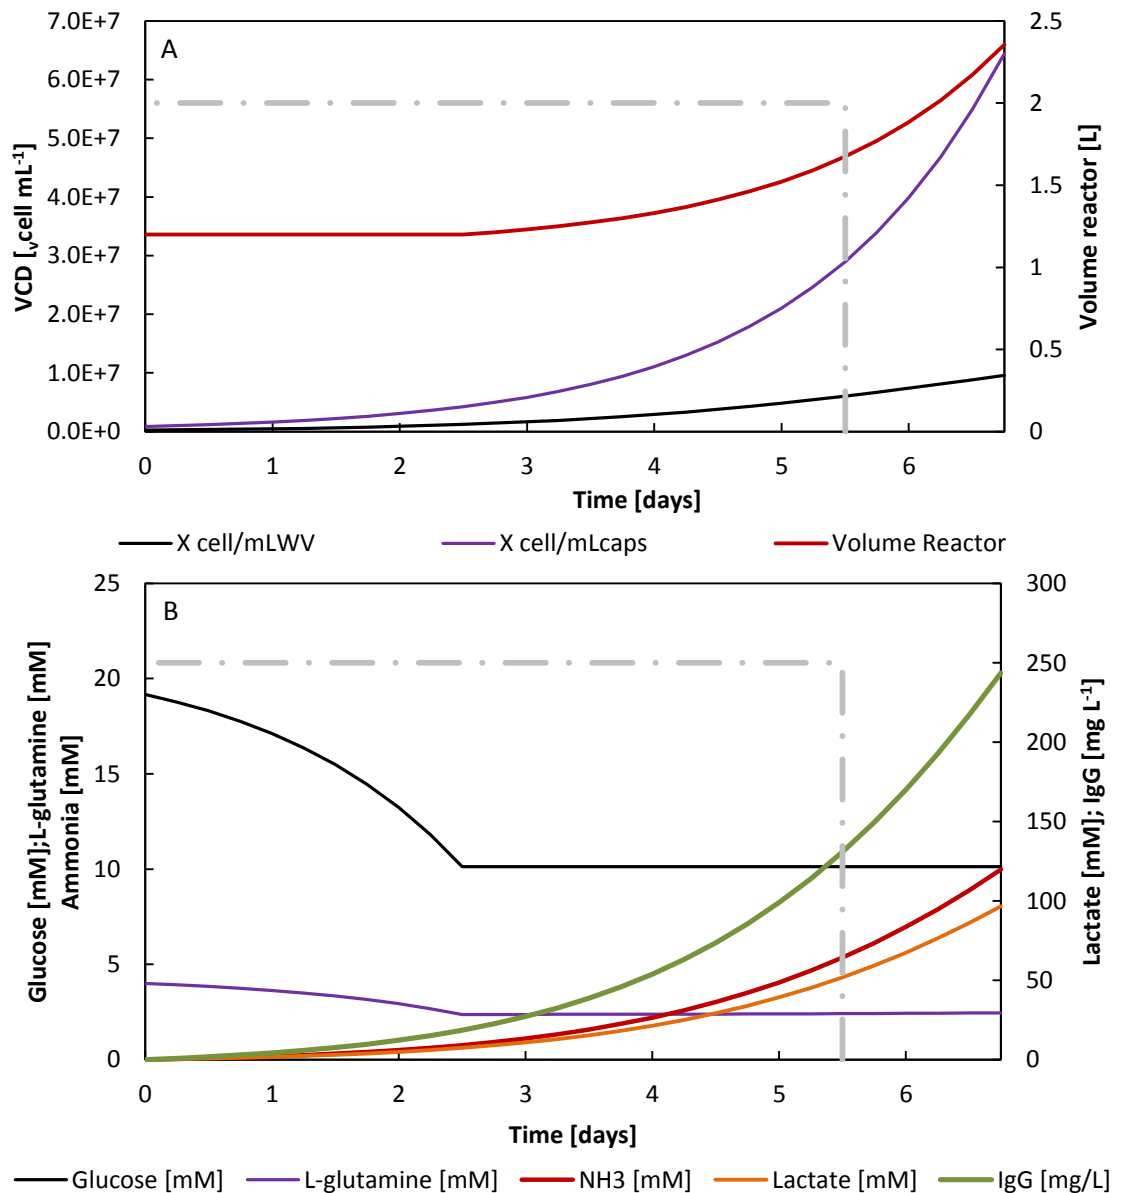 A
7.0E+7
6.0E+7
5.0E+7
4.0E+7
3.0E+7
2.0E+7
1.0E+7
0.0E+0
VCD [vcell mL-1]
2.5
2
1.5
1
0.5
0
Volume reactor [L]
0 1 2 3 4 5 6
Time [days]
X cell/mLWV X cell/mLcaps Volume Reactor
B
25
20
15
10
5
0
Glucose [mM];L-glutamine [mM]
Ammonia [mM]
300
250
200
150
100
50
0
Lactate [mM]; IgG [mg L-1]
0 1 2 3 4 5 6
Time [days]
Glucose [mM] L-glutamine [mM] NH3 [mM] Lactate [mM] IgG [mg/L]